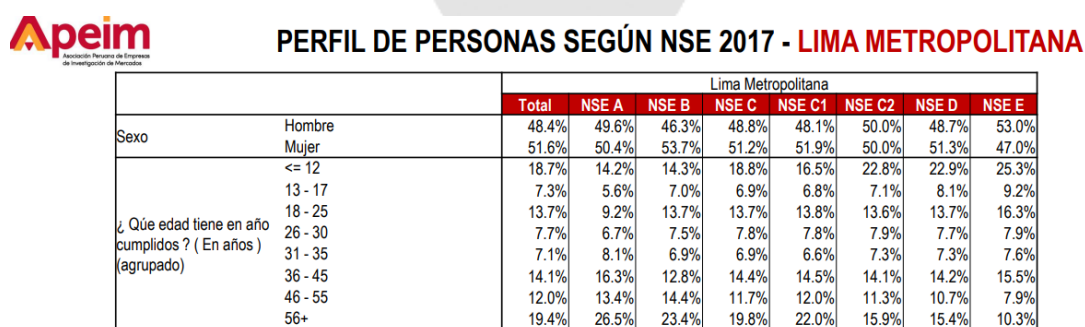 Apeim
Asociación Peruana de Empresas
de Investigación de Mercados
PERFIL DE PERSONAS SEGÚN NSE 2017 - LIMA METROPOLITANA
Lima Metropolitana
Total NSE A NSE B NSE C NSE C1 NSE C2 NSE D NSE E
Sexo
Hombre 48.4% 49.6% 46.3% 48.8% 48.1% 50.0% 48.7% 53.0%
Mujer 51.6% 50.4% 53.7% 51.2% 51.9% 50.0% 51.3% 47.0%
¿ Qúe edad tiene en año
cumplidos ? ( En años )
(agrupado)
<= 12 18.7% 14.2% 14.3% 18.8% 16.5% 22.8% 22.9% 25.3%
13 - 17 7.3% 5.6% 7.0% 6.9% 6.8% 7.1% 8.1% 9.2%
18 - 25 13.7% 9.2% 13.7% 13.7% 13.8% 13.6% 13.7% 16.3%
26 - 30 7.7% 6.7% 7.5% 7.8% 7.8% 7.9% 7.7% 7.9%
31 - 35 7.1% 8.1% 6.9% 6.9% 6.6% 7.3% 7.3% 7.6%
36 - 45 14.1% 16.3% 12.8% 14.4% 14.5% 14.1% 14.2% 15.5%
46 - 55 12.0% 13.4% 14.4% 11.7% 12.0% 11.3% 10.7% 7.9%
56+ 19.4% 26.5% 23.4% 19.8% 22.0% 15.9% 15.4% 10.3%